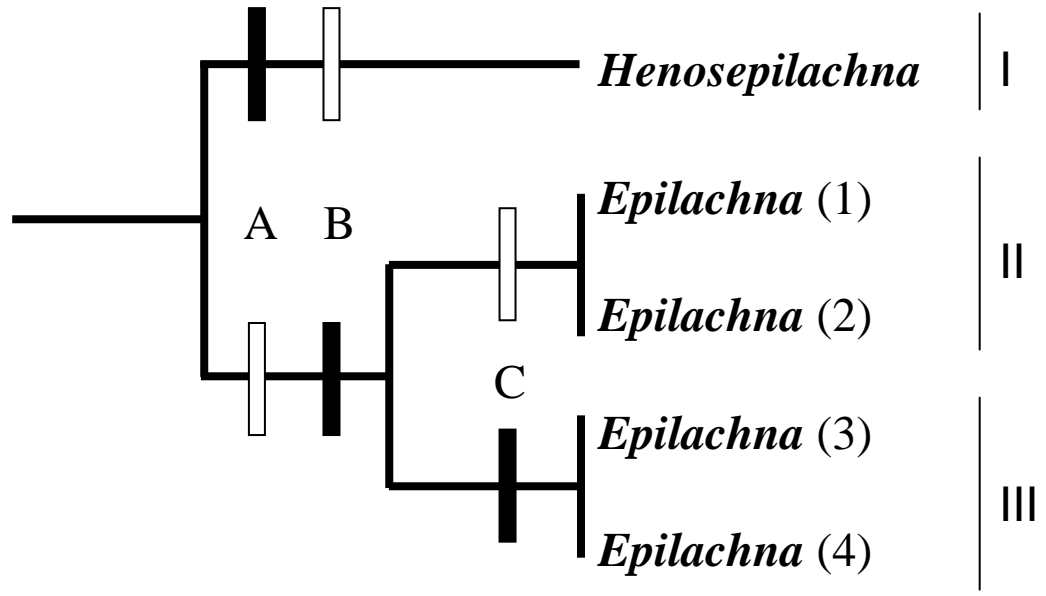 Henosepilachna I
A B
Epilachna (1)
II
Epilachna (2)
C
Epilachna (3)
III
Epilachna (4)